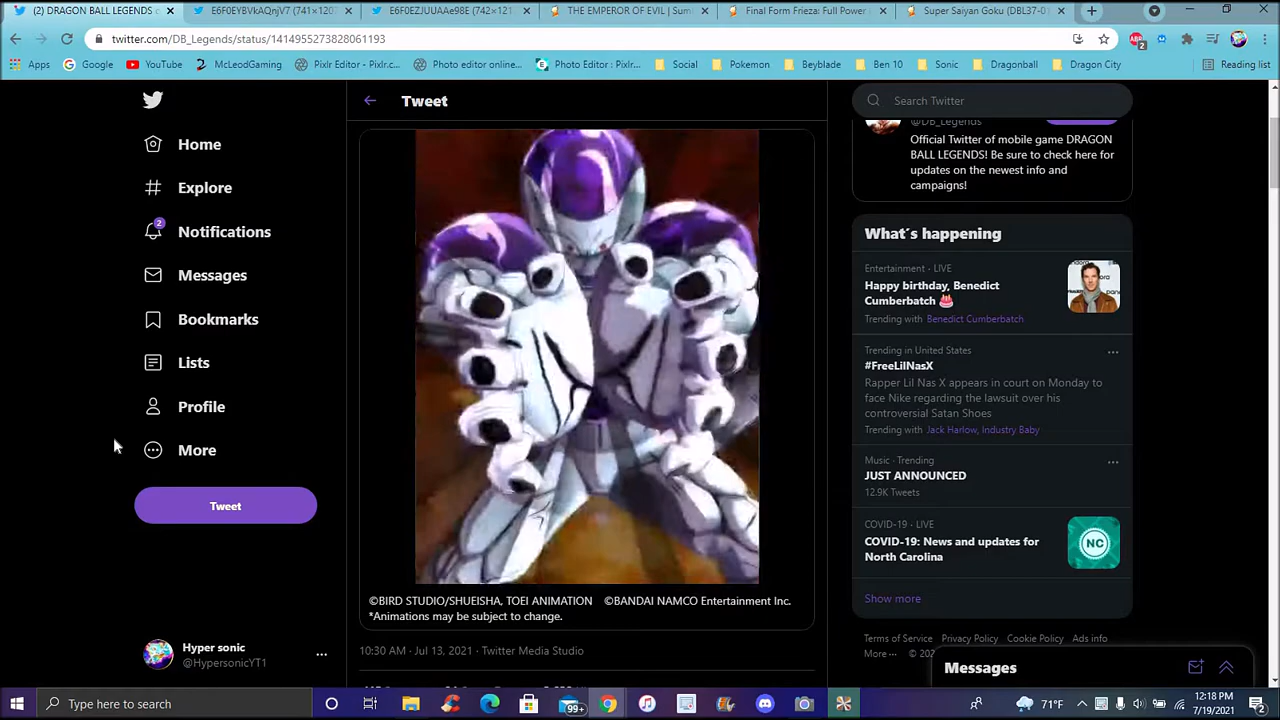 (2) DRAGON BALL LEGENDS
E6F0EYBVkAQnjV7 (741×120
E6F0EZJUUAAe98E (742×121
THE EMPEROR OF EVIL | Sum
Final Form Frieza: Full Power
Super Saiyan Goku (DBL37-01
twitter.com/DB_Legends/status/1414955273828061193
ABP
2
Apps
Google
YouTube
McLeodGaming
Pixlr Editor - Pixlr.c...
Photo editor online...
Photo Editor : Pixlr...
Social
Pokemon
Beyblade
Ben 10
Sonic
Dragonball
Dragon City
Reading list
Tweet
Search Twitter
Home
Explore
2
Notifications
Messages
Bookmarks
Lists
Profile
More
Tweet
Hyper sonic
@HypersonicYT1
©BIRD STUDIO/SHUEISHA, TOEI ANIMATION ©BANDAI NAMCO Entertainment Inc.
*Animations may be subject to change.
10:30 AM · Jul 13, 2021 · Twitter Media Studio
@DB_Legends
Official Twitter of mobile game DRAGON
BALL LEGENDS! Be sure to check here for
updates on the newest info and
campaigns!
What's happening
Entertainment · LIVE
Happy birthday, Benedict
Cumberbatch
Trending with Benedict Cumberbatch
Trending in United States
#FreeLilNasX
Rapper Lil Nas X appears in court on Monday to
face Nike regarding the lawsuit over his
controversial Satan Shoes
Trending with Jack Harlow, Industry Baby
Music · Trending
JUST ANNOUNCED
12.9K Tweets
COVID-19 · LIVE
COVID-19: News and updates for
North Carolina
NC
Show more
Terms of Service Privacy Policy Cookie Policy Ads info
More ··· © 202
Messages
Type here to search
99+
71°F
12:18 PM
7/19/2021
2